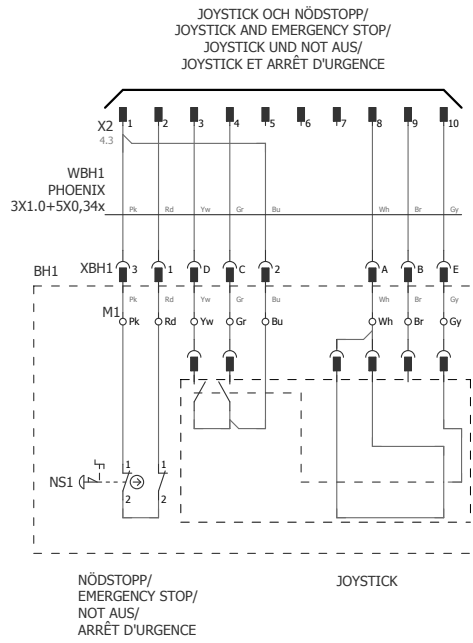 JOYSTICK OCH NÖDSTOPP/
JOYSTICK AND EMERGENCY STOP/
JOYSTICK UND NOT AUS/
JOYSTICK ET ARRÊT D'URGENCE
X2 1 2 3 4 5 6 7 8 9 10
4.3
WBH1
PHOENIX
3X1.0+5X0,34x
Pk Rd Yw Gr Bu Wh Br Gy
BH1 XBH1 3 1 D C 2 A B E
Pk Rd Yw Gr Bu Wh Br Gy
M1 Pk Rd Yw Gr Bu Wh Br Gy
1 1
NS1
2 2
NÖDSTOPP/
EMERGENCY STOP/
NOT AUS/
ARRÊT D'URGENCE
JOYSTICK